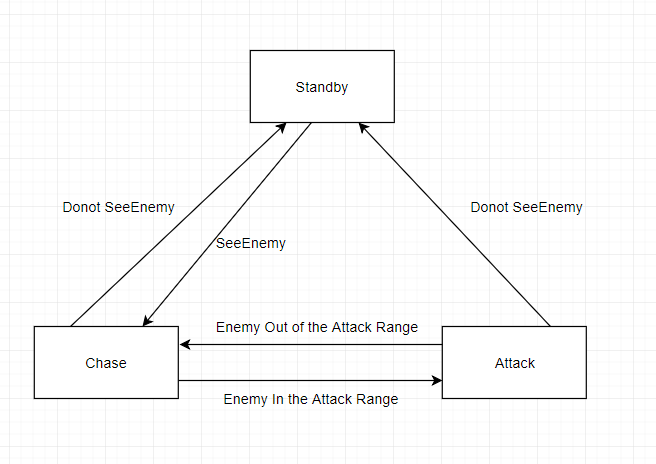 Standby
Donot SeeEnemy
Donot SeeEnemy
SeeEnemy
Enemy Out of the Attack Range
Chase
Attack
Enemy In the Attack Range